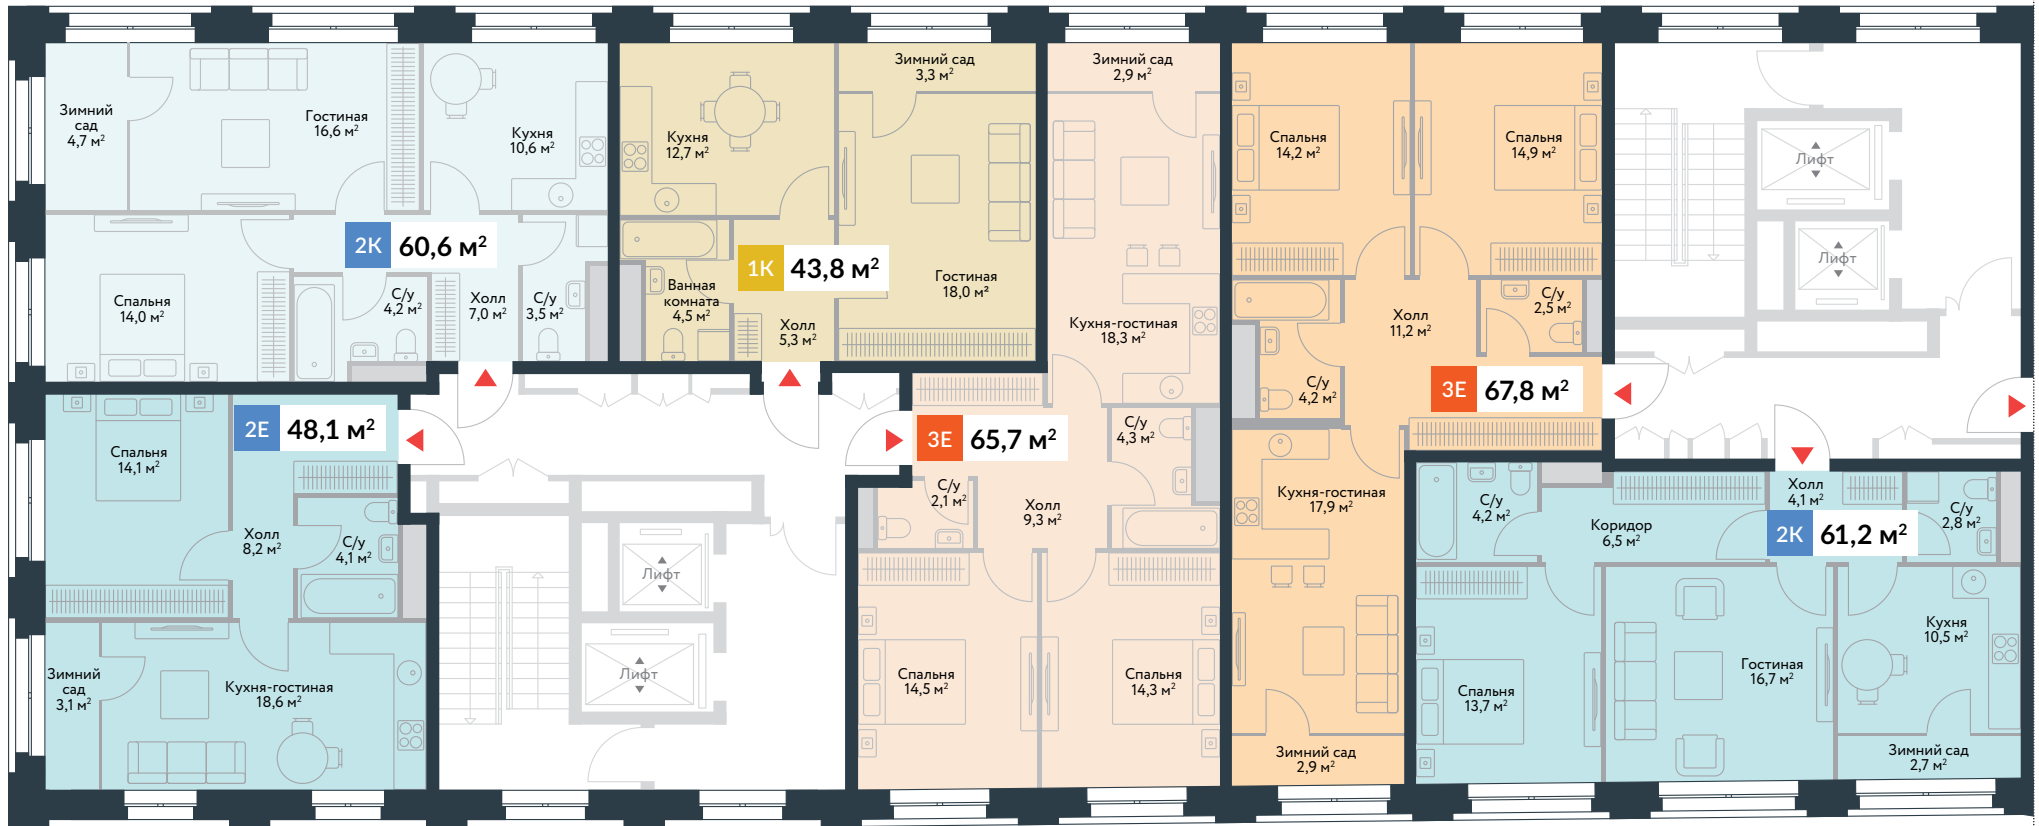 Зимний
сад
4,7 м²
Гостиная
16,6 м²
Кухня
10,6 м²
2К 60,6 м²
Спальня
14,0 м²
С/у
4,2 м²
Холл
7,0 м²
С/у
3,5 м²
Кухня
12,7 м²
Зимний сад
3,3 м²
1К 43,8 м²
Ванная
комната
4,5 м²
Холл
5,3 м²
Гостиная
18,0 м²
Зимний сад
2,9 м²
Кухня-гостиная
18,3 м²
3Е 65,7 м²
С/у
4,3 м²
С/у
2,1 м²
Холл
9,3 м²
Спальня
14,5 м²
Спальня
14,3 м²
Спальня
14,2 м²
Спальня
14,9 м²
Холл
11,2 м²
С/у
2,5 м²
С/у
4,2 м²
3Е 67,8 м²
Кухня-гостиная
17,9 м²
Зимний сад
2,9 м²
Лифт
Лифт
2Е 48,1 м²
Спальня
14,1 м²
Холл
8,2 м²
С/у
4,1 м²
Зимний
сад
3,1 м²
Кухня-гостиная
18,6 м²
Лифт
Лифт
С/у
4,2 м²
Коридор
6,5 м²
Холл
4,1 м²
2К 61,2 м²
С/у
2,8 м²
Спальня
13,7 м²
Гостиная
16,7 м²
Кухня
10,5 м²
Зимний сад
2,7 м²